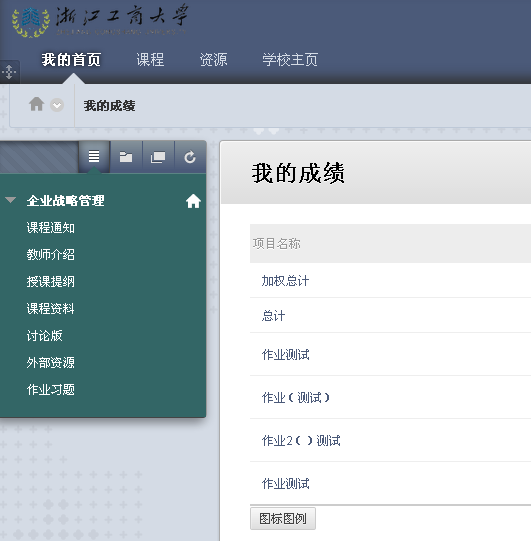 浙江工商大学
我的首页 课程 资源 学校主页
我的成绩
我的成绩
企业战略管理
课程通知
教师介绍
授课提纲
课程资料
讨论版
外部资源
作业习题
项目名称
加权总计
总计
作业测试
作业（测试）
作业2（）测试
作业测试
图标图例